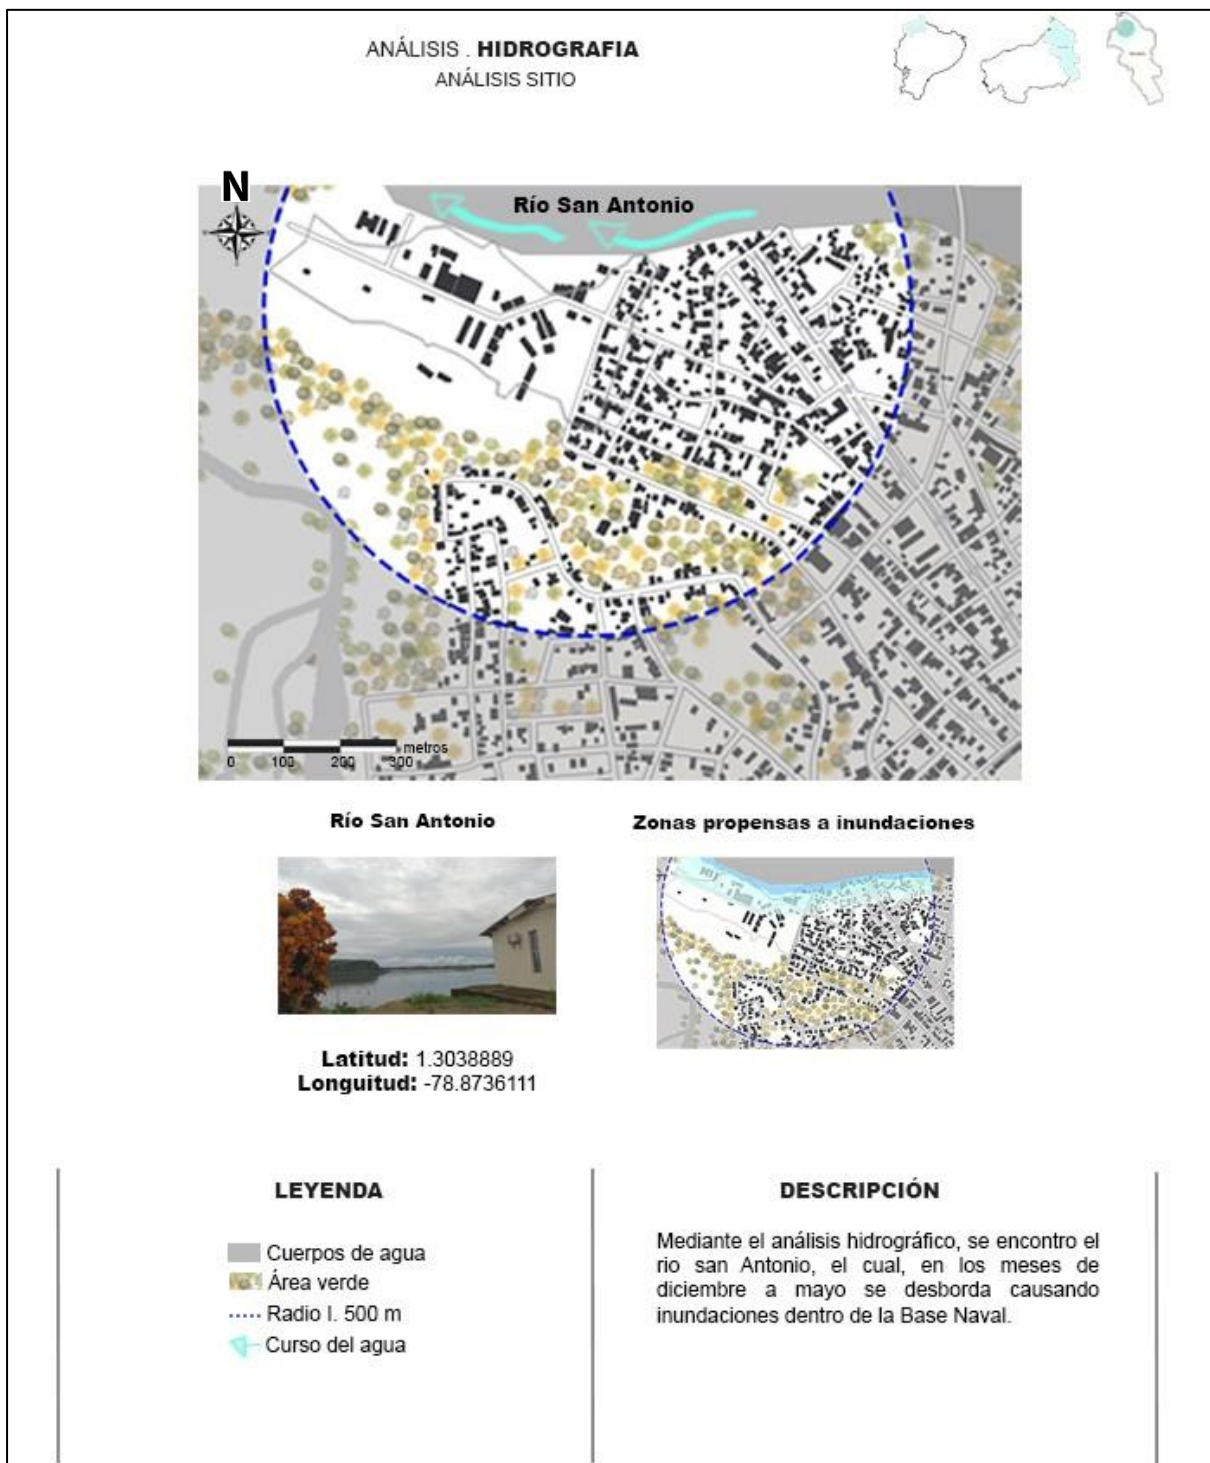 ANÁLISIS . HIDROGRAFIA
ANÁLISIS SITIO
N
Río San Antonio
metros
0 100 200 300
Río San Antonio
Zonas propensas a inundaciones
Latitud: 1.3038889
Longuitud: -78.8736111
LEYENDA
Cuerpos de agua
Área verde
Radio I. 500 m
Curso del agua
DESCRIPCIÓN
Mediante el análisis hidrográfico, se encontro el
rio san Antonio, el cual, en los meses de
diciembre a mayo se desborda causando
inundaciones dentro de la Base Naval.